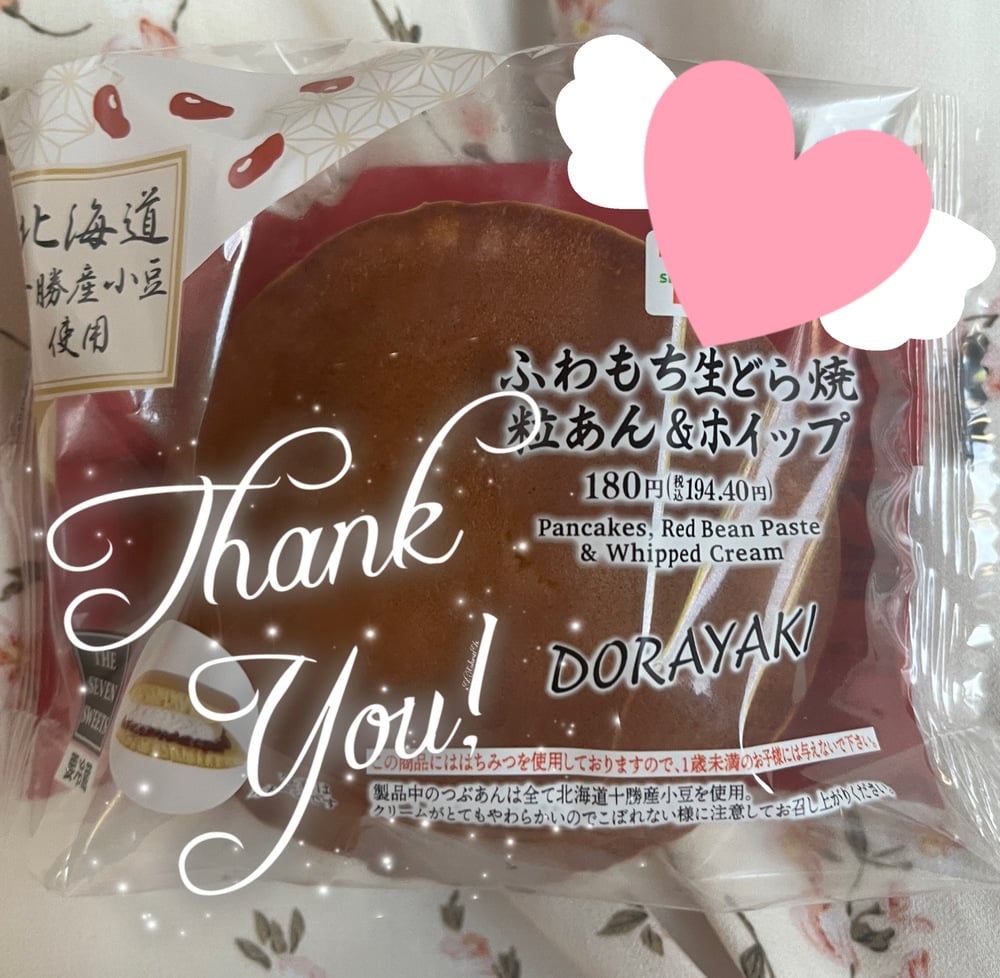 北海道
十勝産小豆
使用
ふわもち生どら焼
粒あん&ホイップ
180円(税込194.40円)
Pancakes, Red Bean Paste
& Whipped Cream
DORAYAKI
Thank
You!
THE
SEVEN
SWEETS
要冷蔵
この商品にははちみつを使用しておりますので、1歳未満のお子様には与えないで下さい。
製品中のつぶあんは全て北海道十勝産小豆を使用。
クリームがとてもやわらかいのでこぼれない様に注意してお召し上がりください。